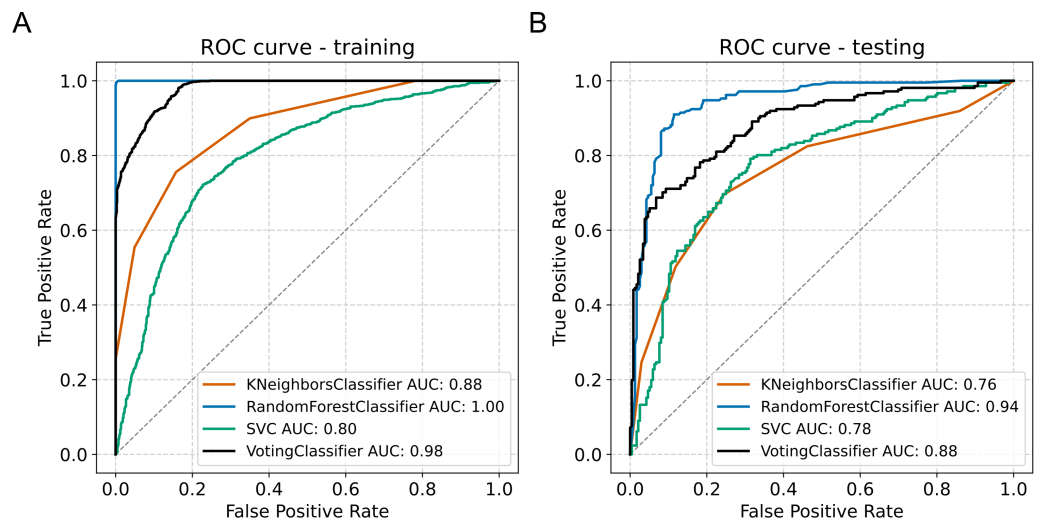 A
ROC curve - training
True Positive Rate
1.0
0.8
0.6
0.4
0.2
0.0
KNeighborsClassifier AUC: 0.88
RandomForestClassifier AUC: 1.00
SVC AUC: 0.80
VotingClassifier AUC: 0.98
0.0 0.2 0.4 0.6 0.8 1.0
False Positive Rate
B
ROC curve - testing
True Positive Rate
1.0
0.8
0.6
0.4
0.2
0.0
KNeighborsClassifier AUC: 0.76
RandomForestClassifier AUC: 0.94
SVC AUC: 0.78
VotingClassifier AUC: 0.88
0.0 0.2 0.4 0.6 0.8 1.0
False Positive Rate